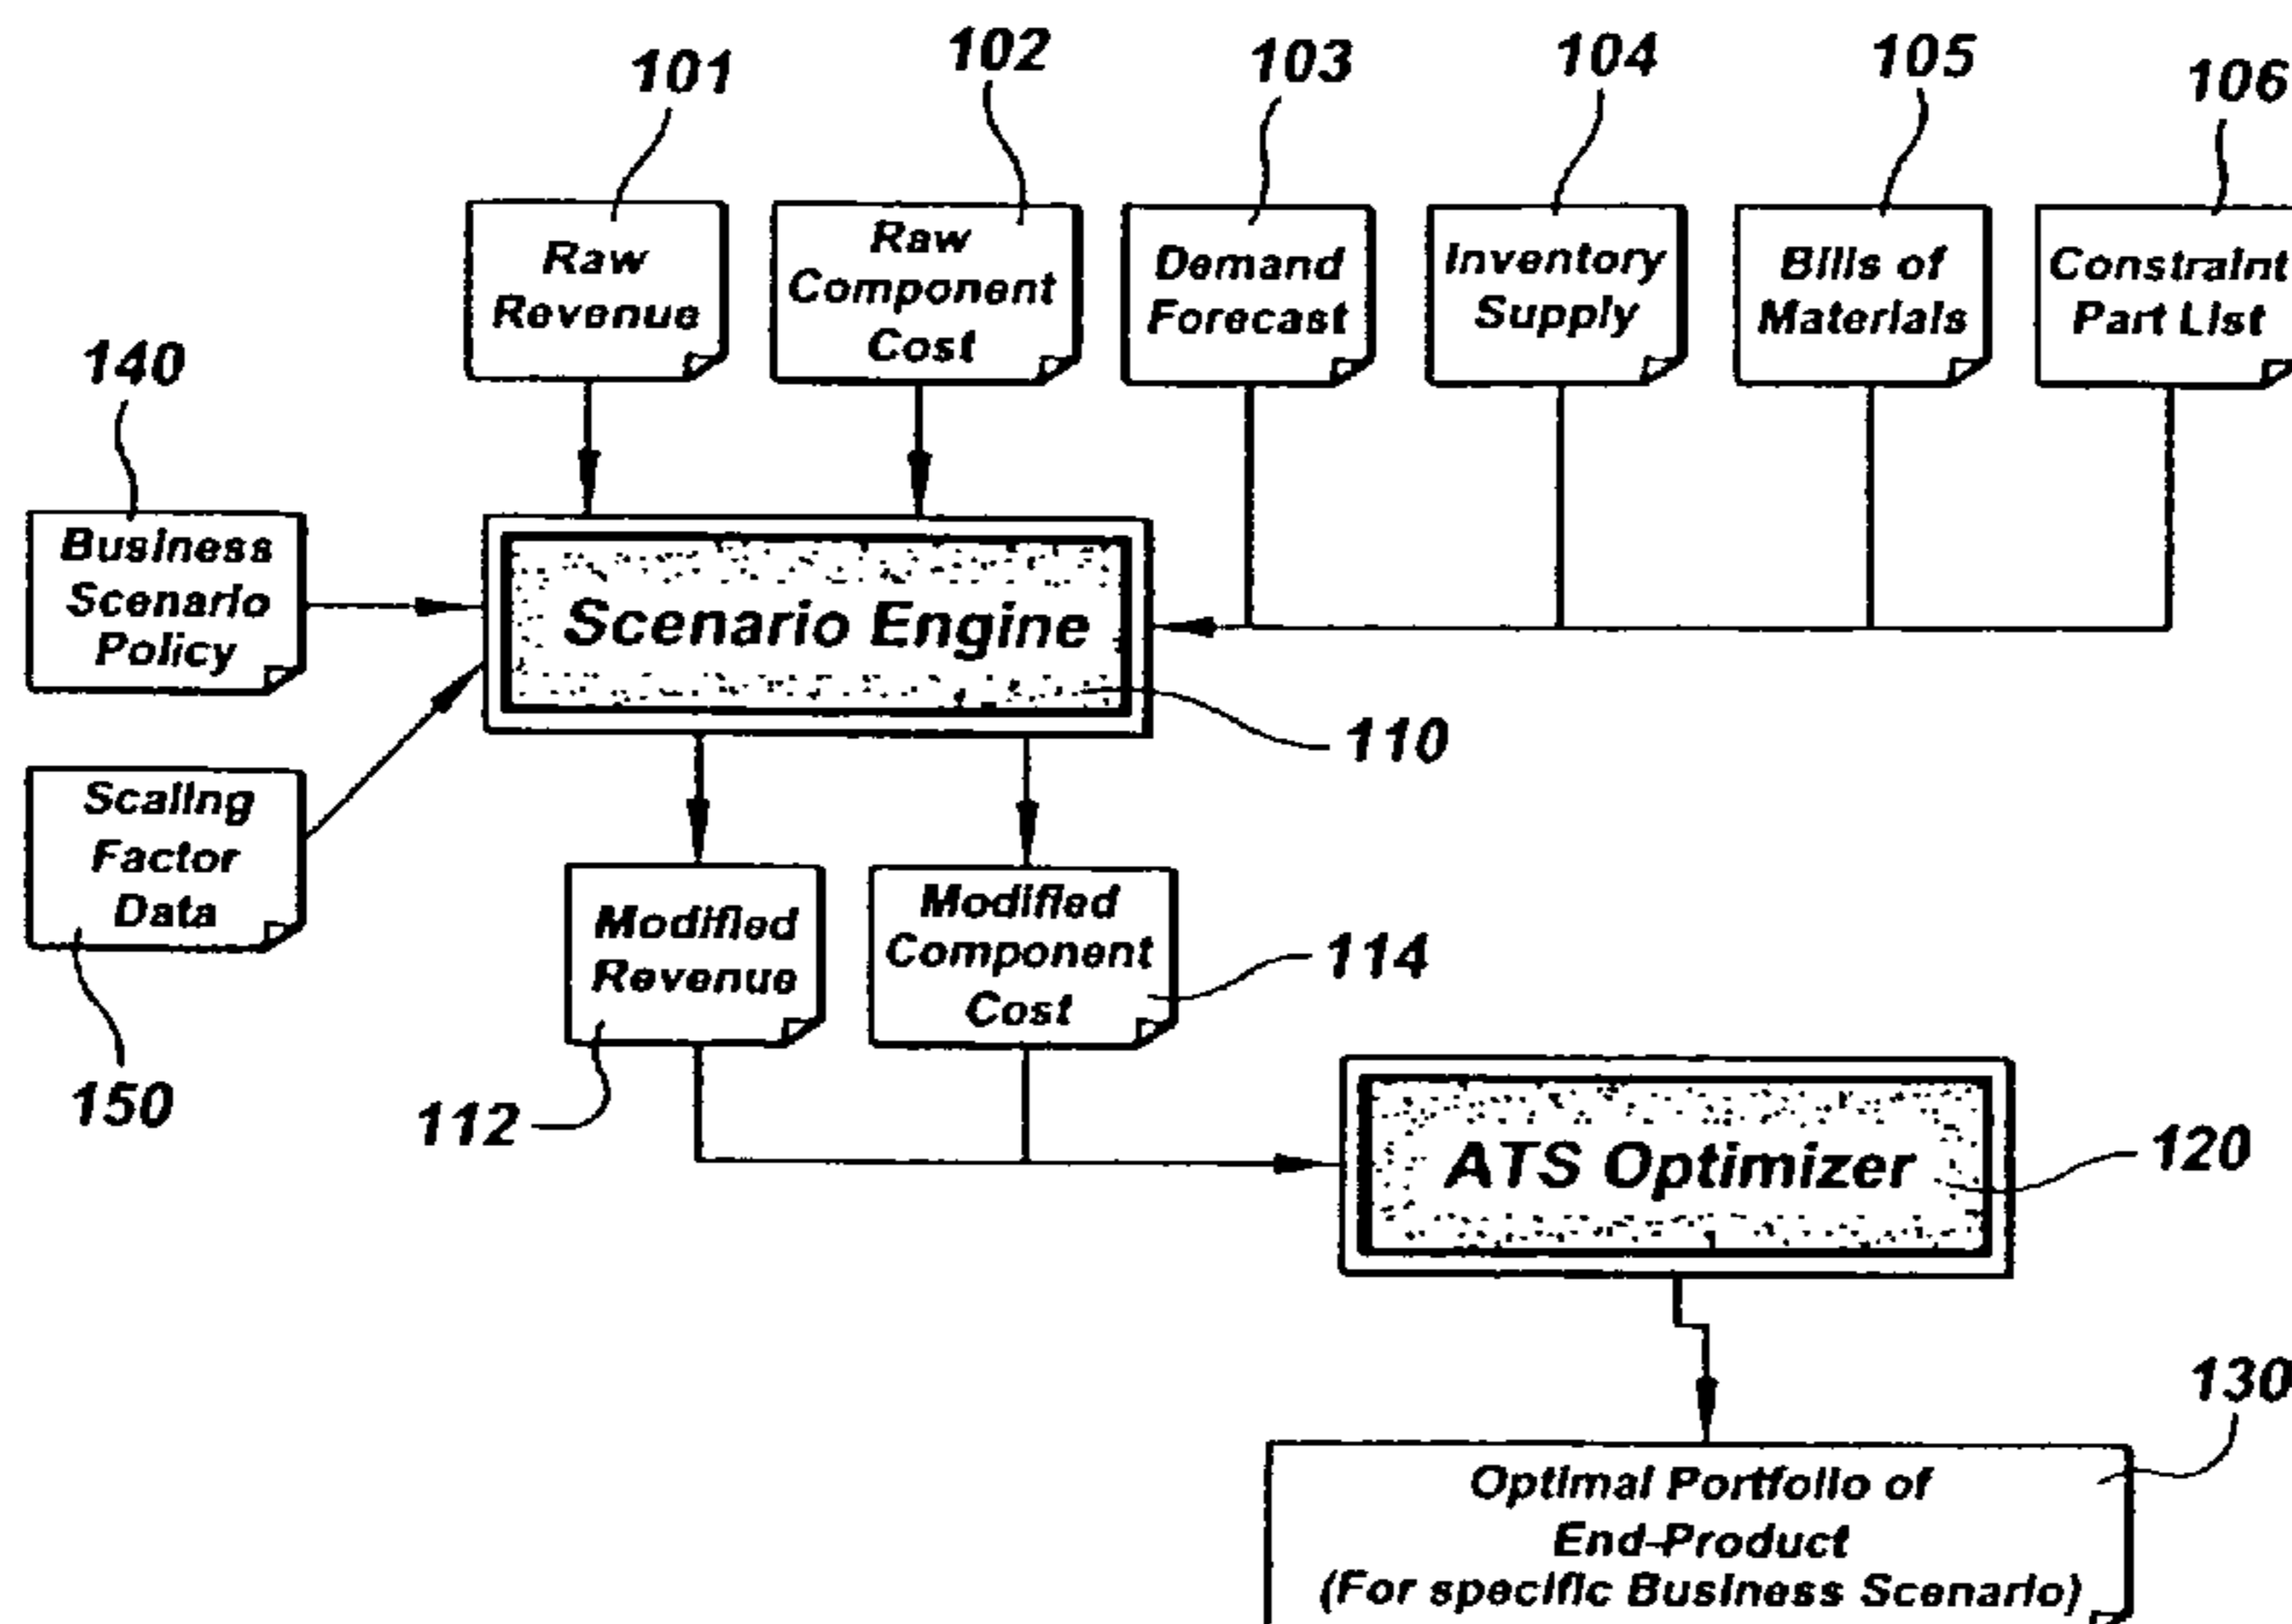 101
102
103
104
105
106
Raw
Revenue
Raw
Component
Cost
Demand
Forecast
Inventory
Supply
Bills of
Materials
Constraint
Part List
140
Business
Scenario
Policy
Scenario Engine
110
Scaling
Factor
Data
150
Modified
Revenue
112
Modified
Component
Cost
114
ATS Optimizer
120
130
Optimal Portfolio of
End-Product
(For specific Business Scenario)